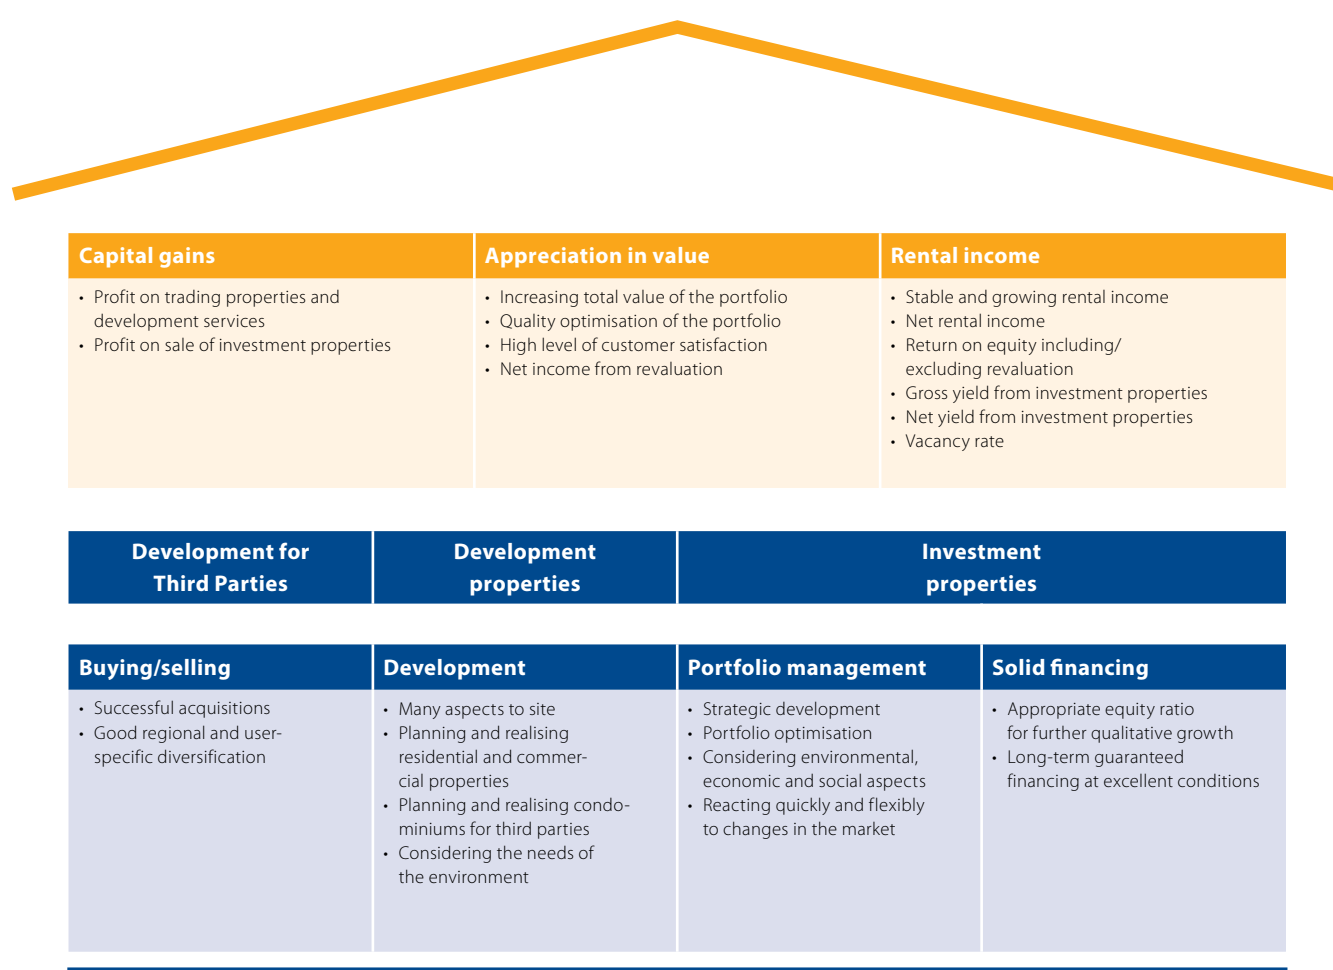 Capital gains
• Profit on trading properties and
development services
• Profit on sale of investment properties
Appreciation in value
• Increasing total value of the portfolio
• Quality optimisation of the portfolio
• High level of customer satisfaction
• Net income from revaluation
Rental income
• Stable and growing rental income
• Net rental income
• Return on equity including/
excluding revaluation
• Gross yield from investment properties
• Net yield from investment properties
• Vacancy rate
Development for
Third Parties
Development
properties
Investment
properties
Buying/selling
• Successful acquisitions
• Good regional and user-
specific diversification
Development
• Many aspects to site
• Planning and realising
residential and commer-
cial properties
• Planning and realising condo-
miniums for third parties
• Considering the needs of
the environment
Portfolio management
• Strategic development
• Portfolio optimisation
• Considering environmental,
economic and social aspects
• Reacting quickly and flexibly
to changes in the market
Solid financing
• Appropriate equity ratio
for further qualitative growth
• Long-term guaranteed
financing at excellent conditions